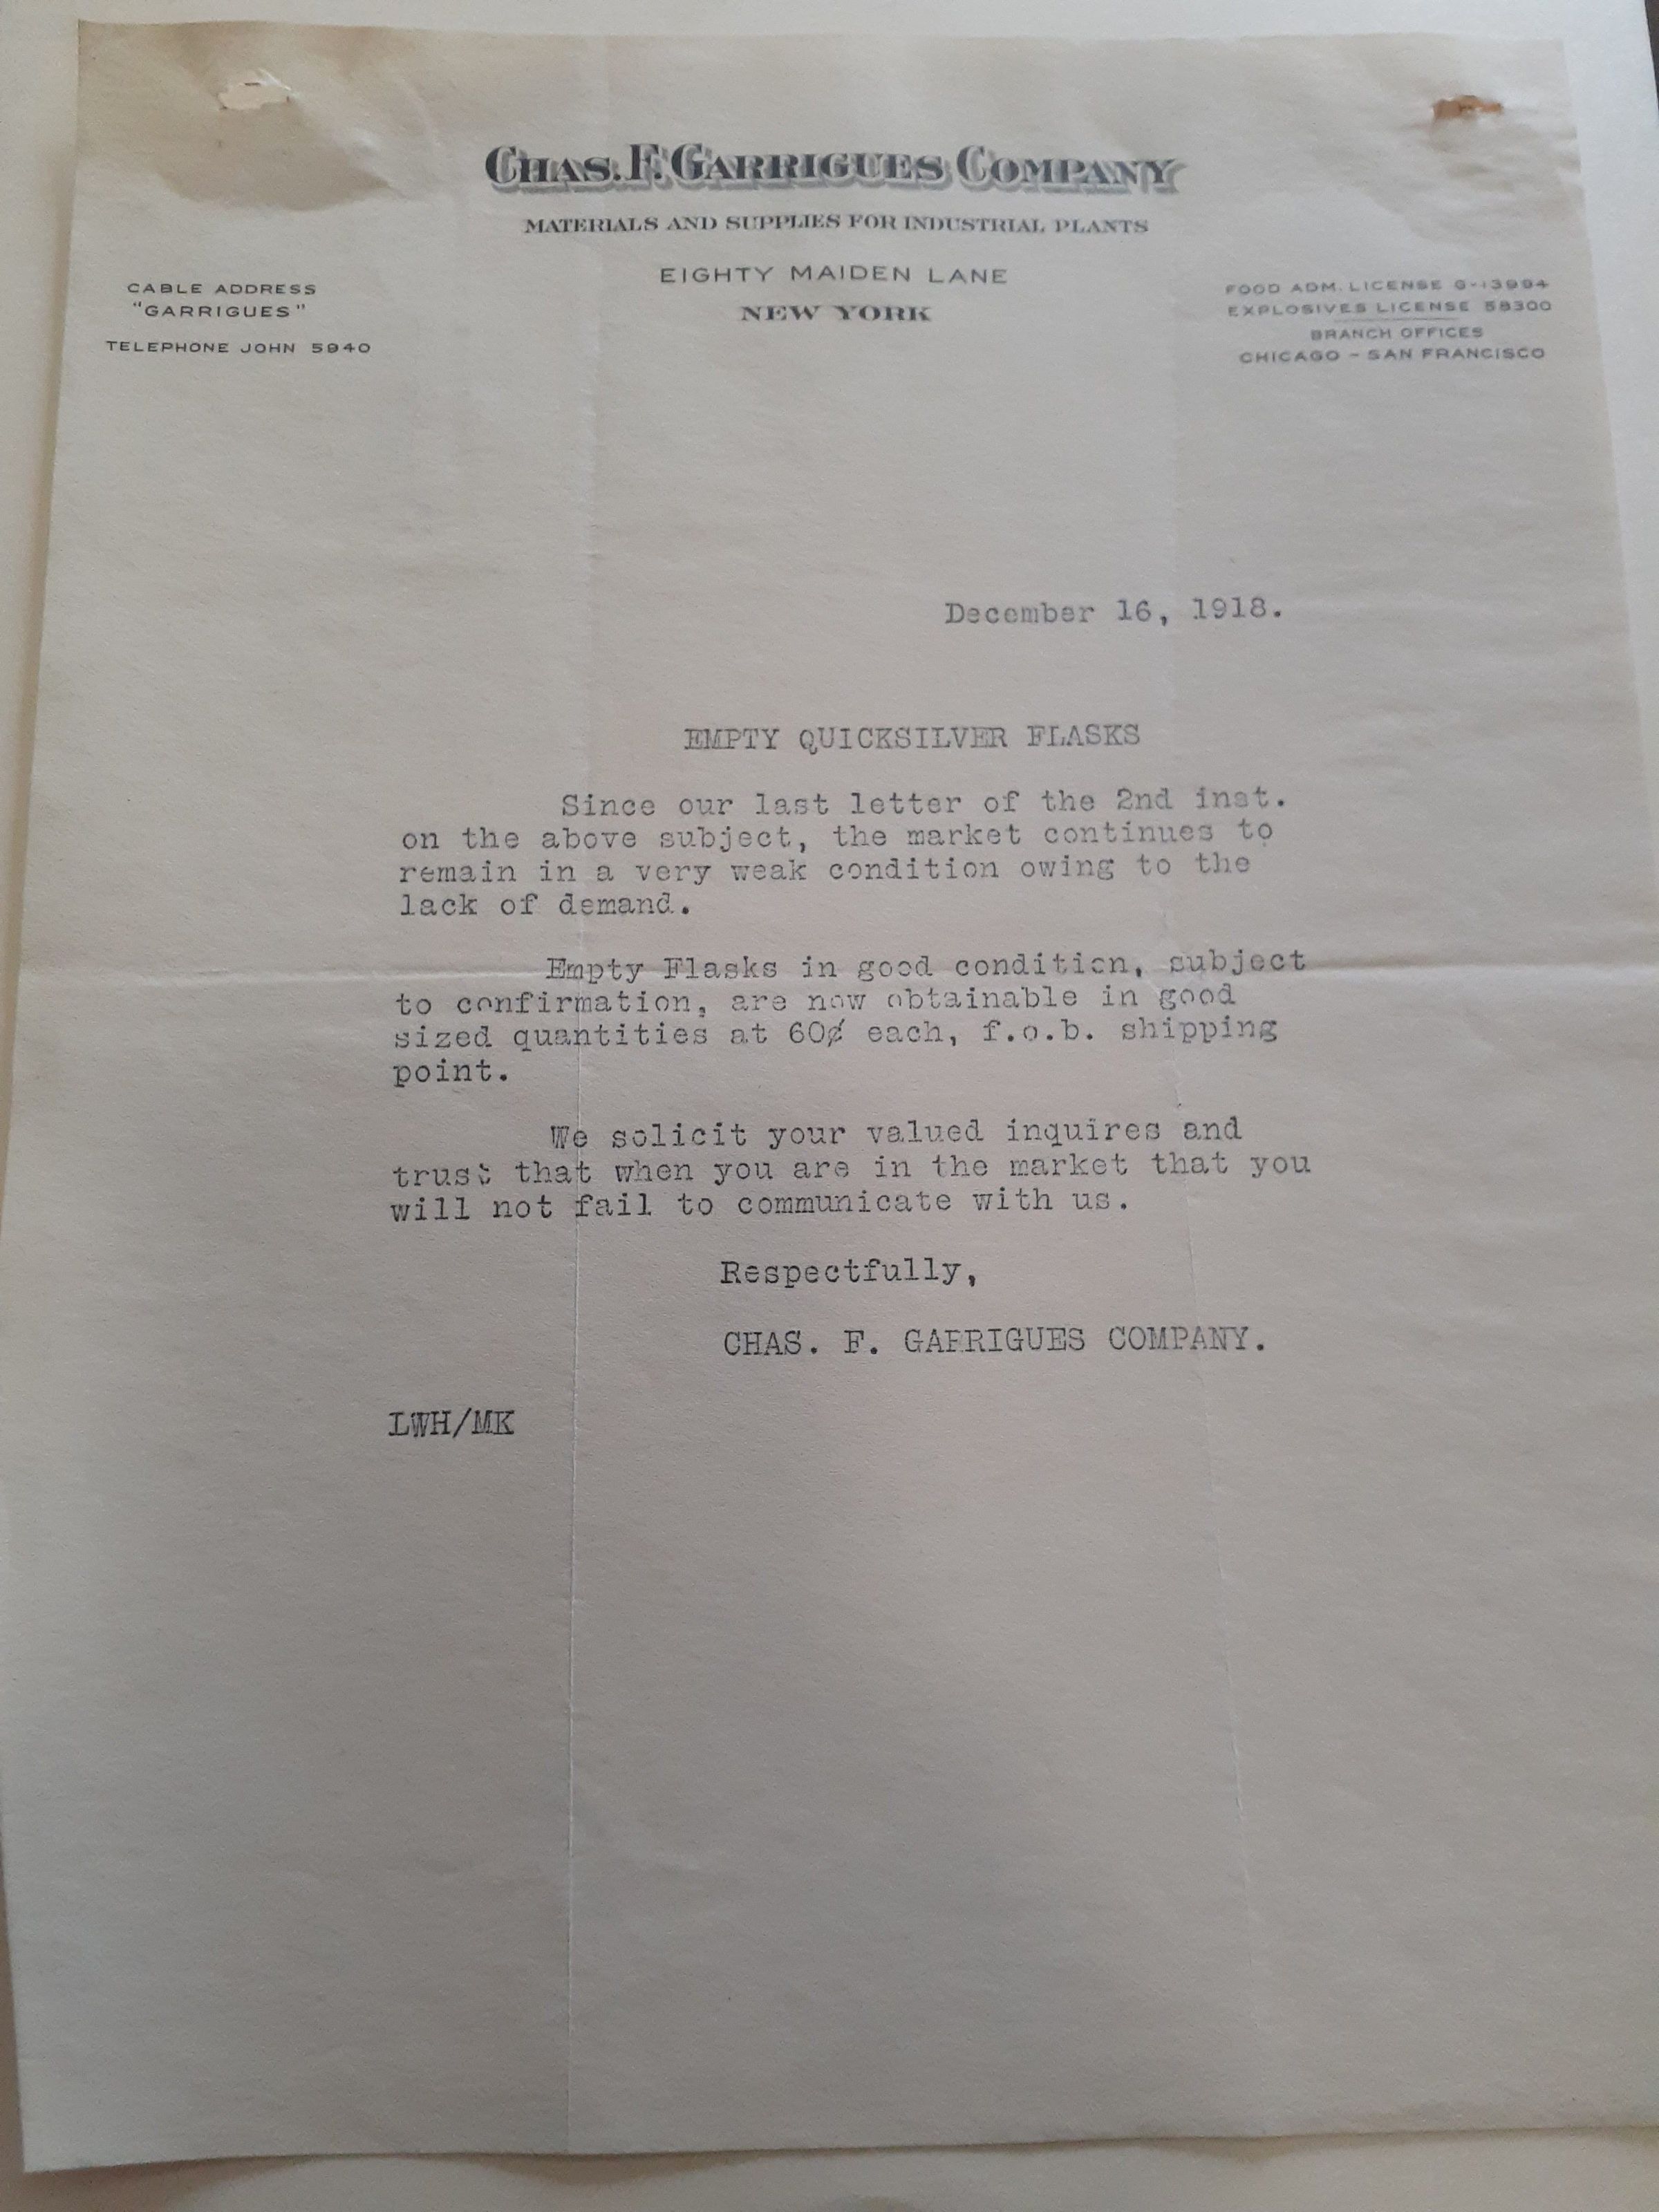 CHAS. F. GARRIGUES COMPANY
MATERIALS AND SUPPLIES FOR INDUSTRIAL PLANTS
EIGHTY MAIDEN LANE
NEW YORK
CABLE ADDRESS
"GARRIGUES"
TELEPHONE JOHN 5940
FOOD ADM. LICENSE G-13994
EXPLOSIVES LICENSE 58300
BRANCH OFFICES
CHICAGO - SAN FRANCISCO
December 16, 1918.
EMPTY QUICKSILVER FLASKS
Since our last letter of the 2nd inst.
on the above subject, the market continues to
remain in a very weak condition owing to the
lack of demand.
Empty Flasks in good condition, subject
to confirmation, are now obtainable in good
sized quantities at 60¢ each, f.o.b. shipping
point.
We solicit your valued inquires and
trust that when you are in the market that you
will not fail to communicate with us.
Respectfully,
CHAS. F. GARRIGUES COMPANY.
LWH/MK